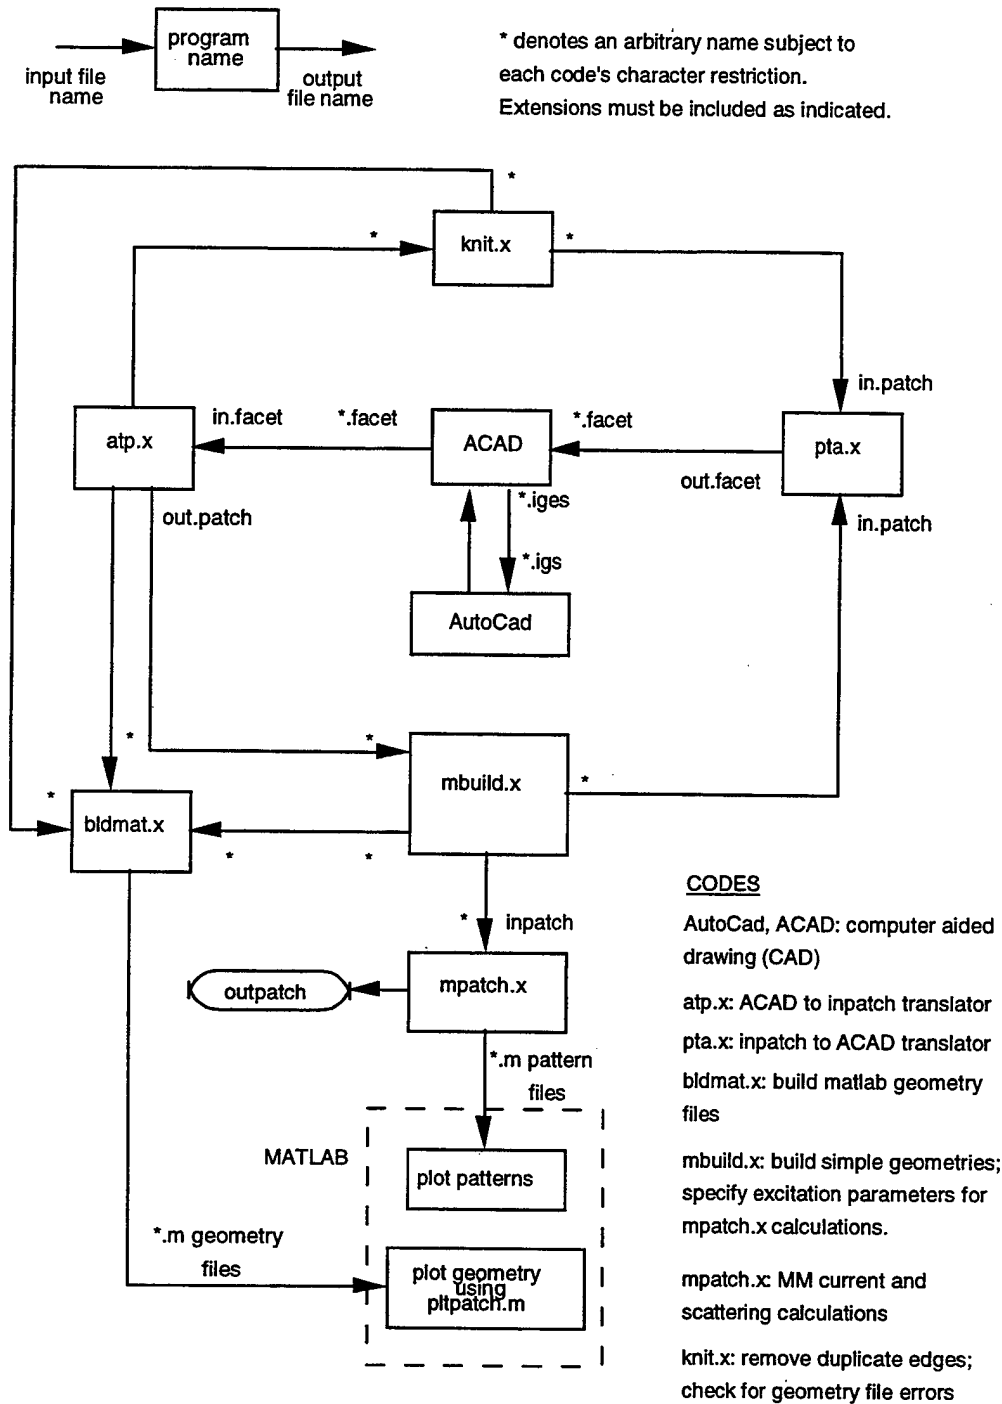 program
name
input file
name
output
file name
* denotes an arbitrary name subject to
each code's character restriction.
Extensions must be included as indicated.
*
*
knit.x
*
in.patch
atp.x
in.facet
*.facet
ACAD
*.facet
out.facet
pta.x
out.patch
*.iges
in.patch
*.igs
AutoCad
*
*
mbuild.x
*
*
bldmat.x
*
*
*
inpatch
outpatch
mpatch.x
*.m pattern
files
MATLAB
plot patterns
*.m geometry
files
plot geometry
using
pltpatch.m
CODES
AutoCad, ACAD: computer aided
drawing (CAD)
atp.x: ACAD to inpatch translator
pta.x: inpatch to ACAD translator
bldmat.x: build matlab geometry
files
mbuild.x: build simple geometries;
specify excitation parameters for
mpatch.x calculations.
mpatch.x: MM current and
scattering calculations
knit.x: remove duplicate edges;
check for geometry file errors